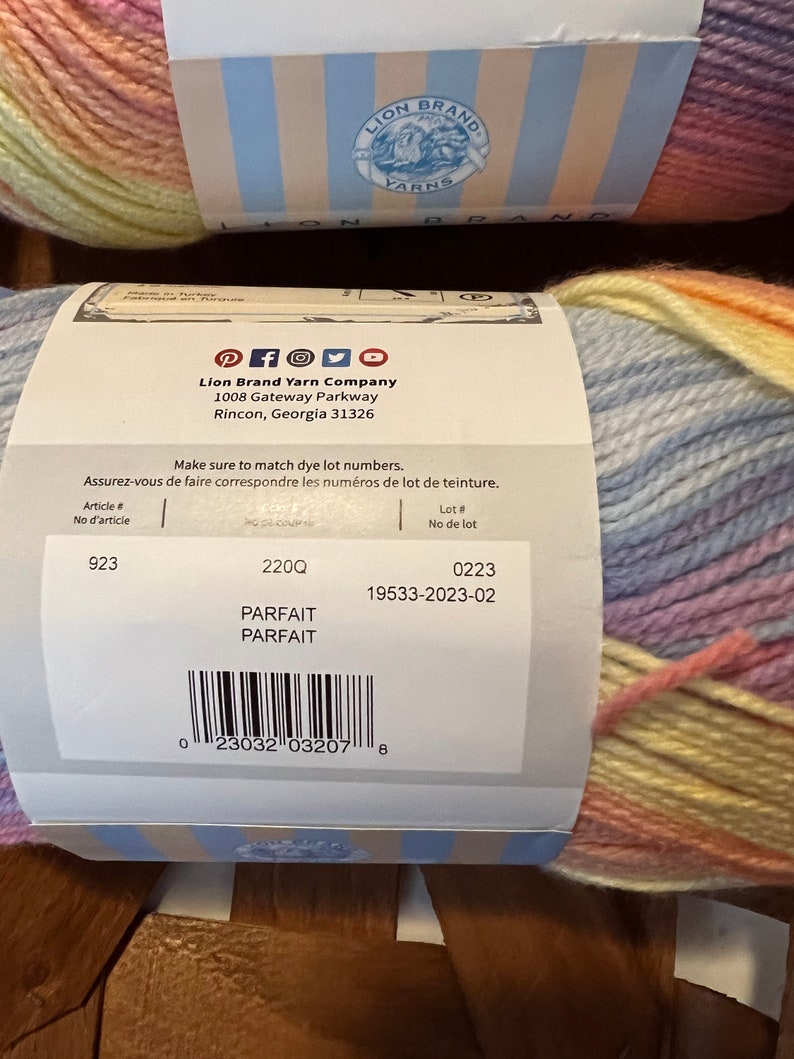 LION BRAND®
YARNS
LION BRAND
Made in Turkey
Fabriqué en Turquie
Lion Brand Yarn Company
1008 Gateway Parkway
Rincon, Georgia 31326
Make sure to match dye lot numbers.
Assurez-vous de faire correspondre les numéros de lot de teinture.
Article #
No d'article
Lot #
No de lot
923 220Q 0223
19533-2023-02
PARFAIT
PARFAIT
0 23032 03207 8